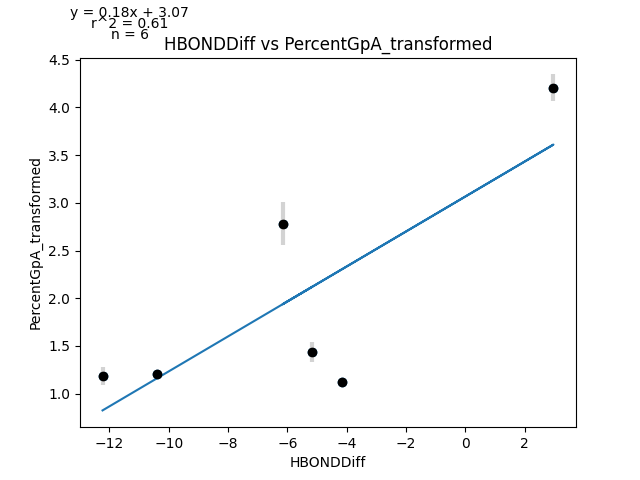 y = 0.18x + 3.07
r^2 = 0.61
n = 6
HBONDDiff vs PercentGpA_transformed
4.5
4.0
3.5
3.0
2.5
2.0
1.5
1.0
PercentGpA_transformed
−12 −10 −8 −6 −4 −2 0 2
HBONDDiff